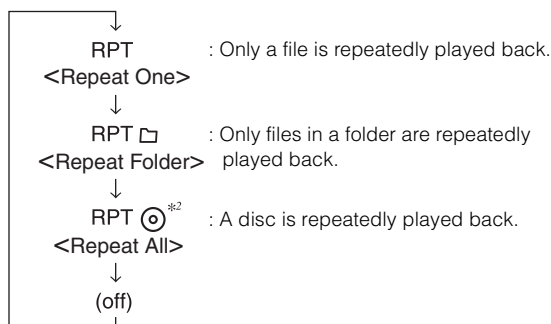 RPT : Only a file is repeatedly played back.
<Repeat One>
RPT : Only files in a folder are repeatedly
<Repeat Folder> played back.
RPT *2 : A disc is repeatedly played back.
<Repeat All>
(off)